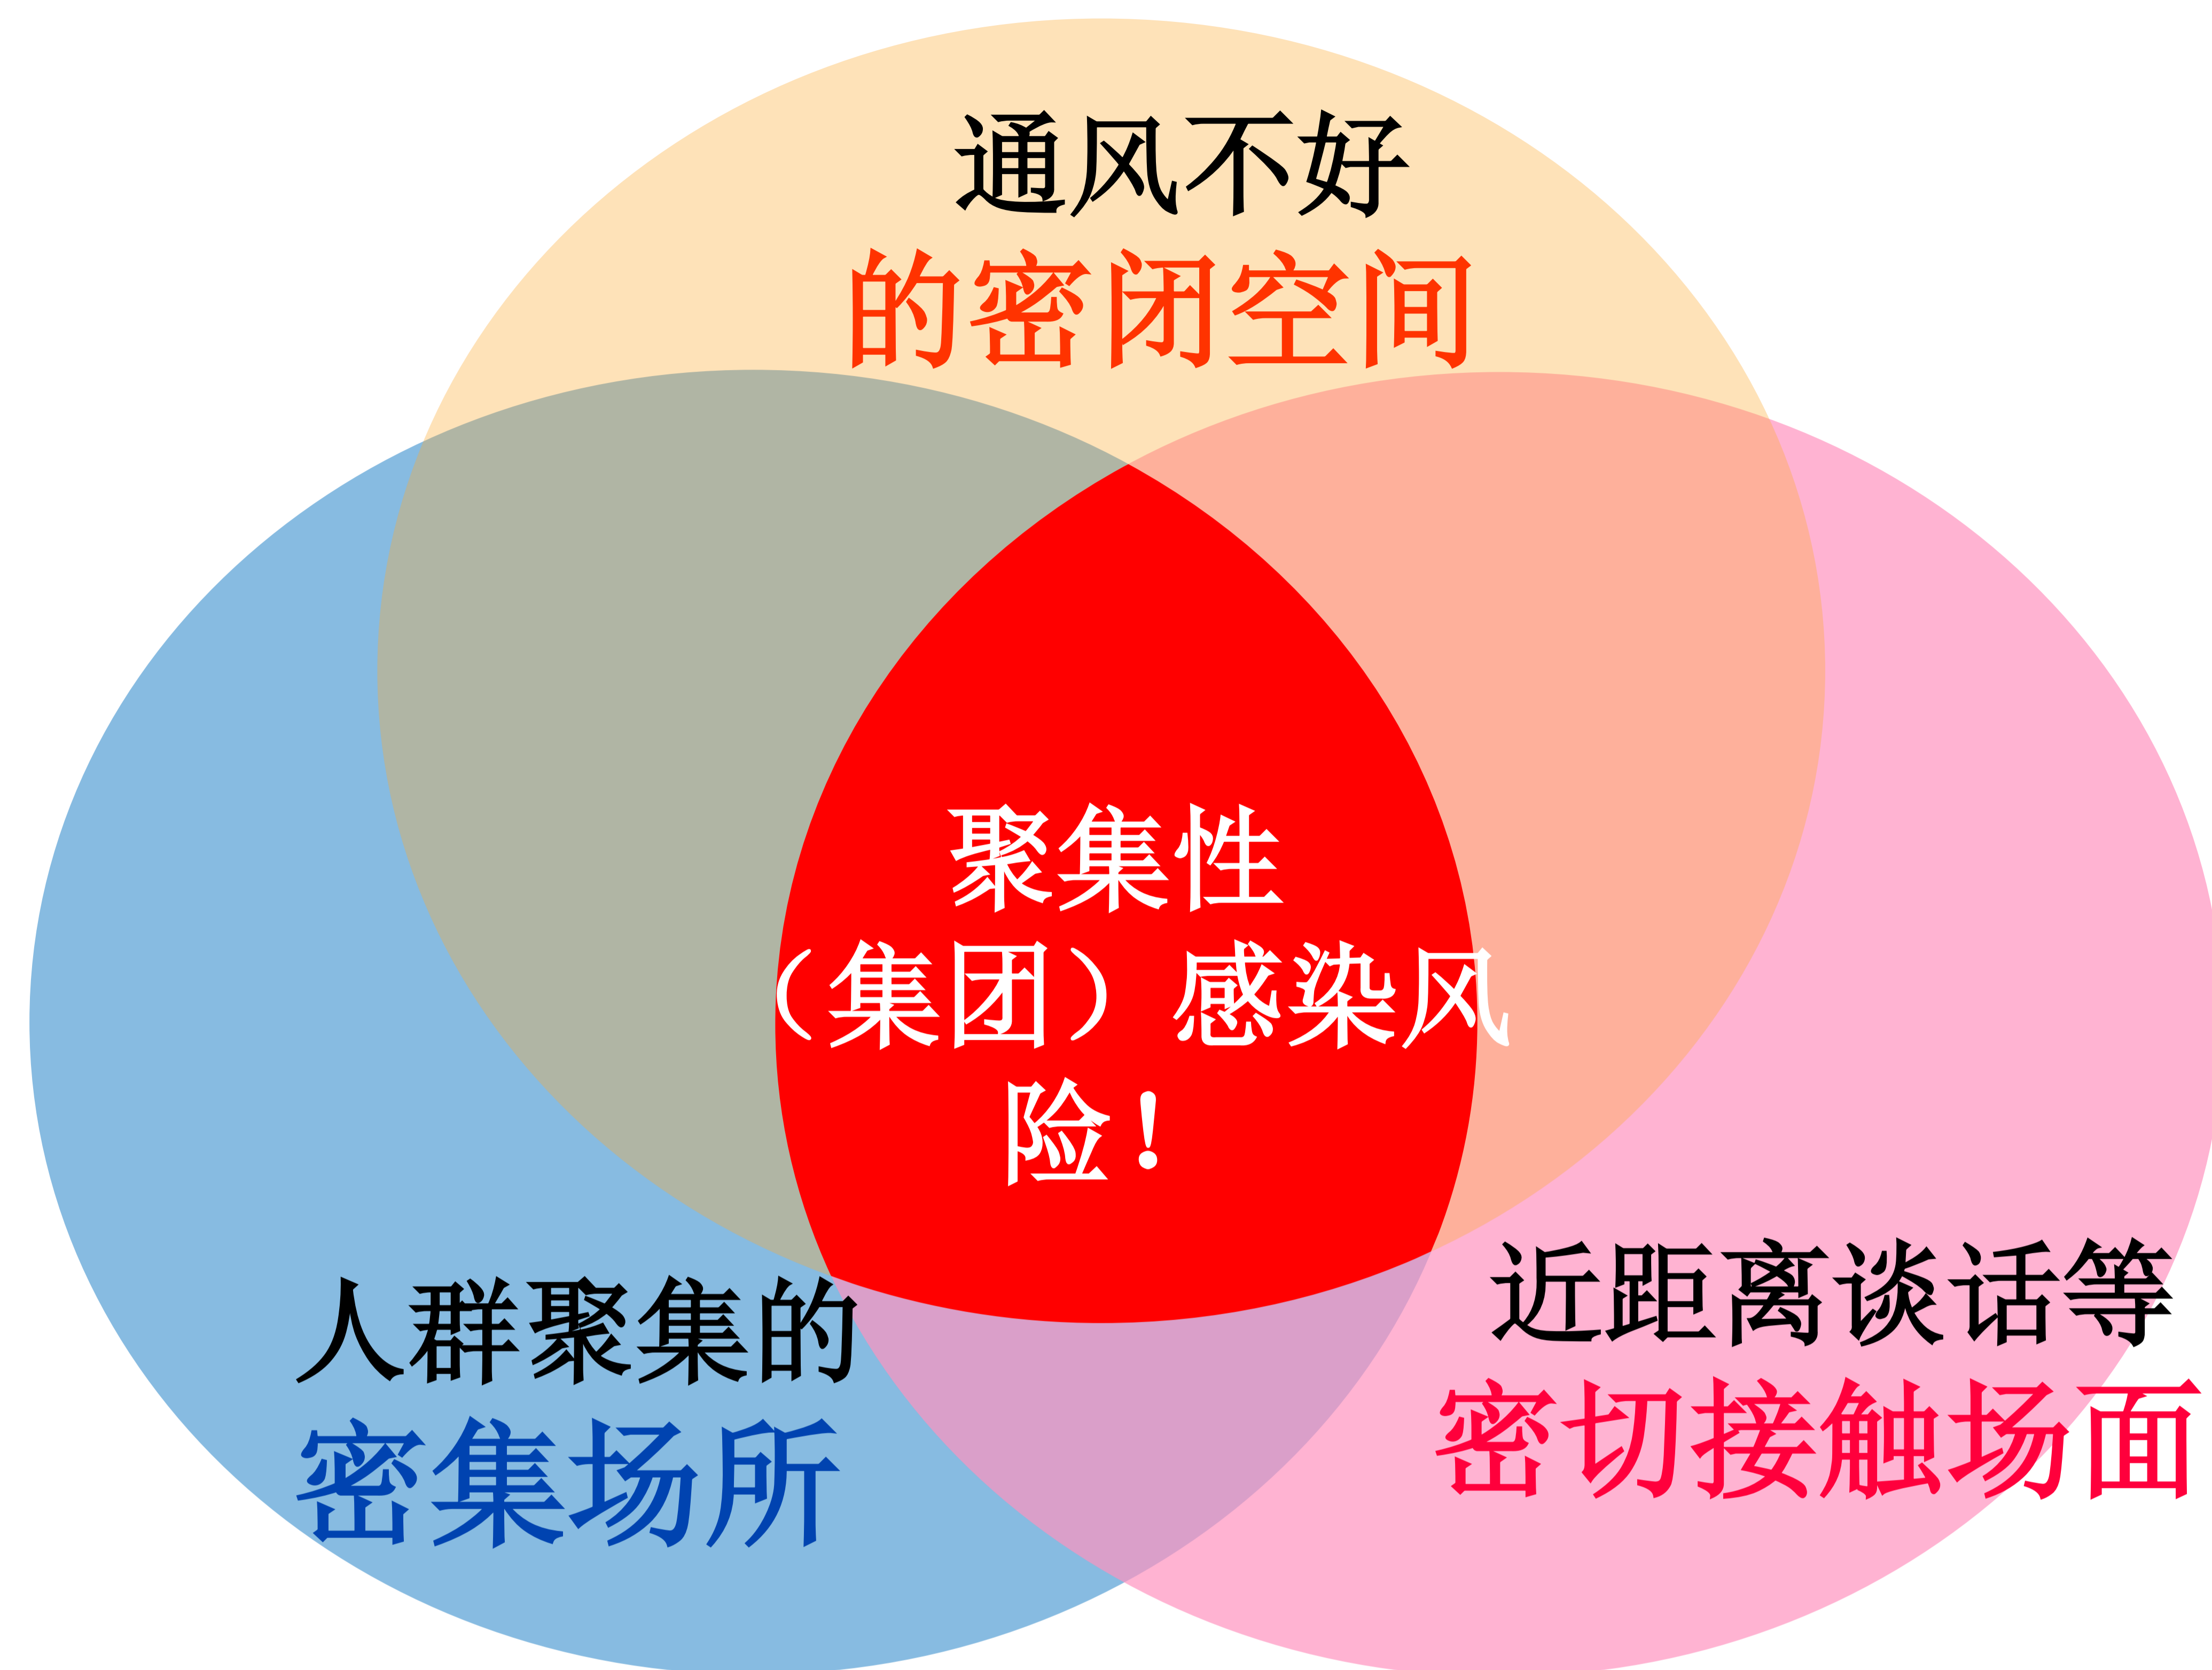 通风不好
的密闭空间
聚集性
（集团）感染风
险！
人群聚集的
密集场所
近距离谈话等
密切接触场面